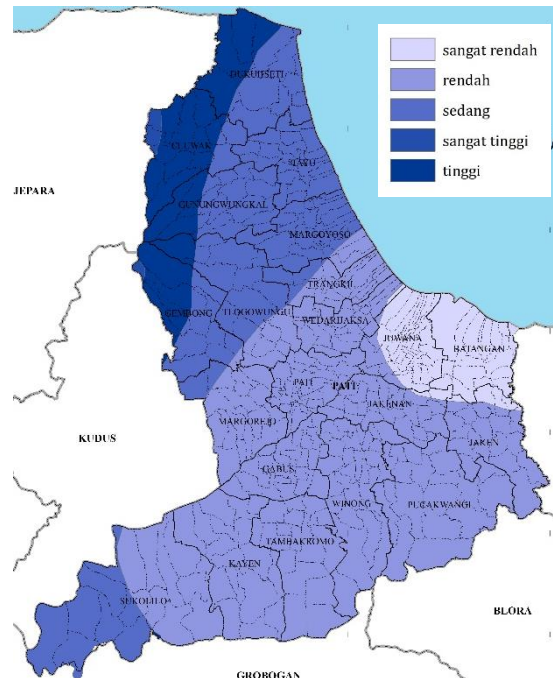 sangat rendah
rendah
sedang
sangat tinggi
tinggi
DUKUHSETI
CLUWAK
TAYU
JEPARA
GUNUNGWUNGKAL
MARGOYOSO
TRANGKIL
GEMBONG
TLOGOWUNGU
WEDARIJAKSA
JUWANA
BATANGAN
PATI
PATI
JAKENAN
MARGOREJO
KUDUS
JAKEN
GABUS
WINONG
PUCAKWANGI
TAMBAKROMO
KAYEN
SUKOLILO
BLORA
GROBOGAN